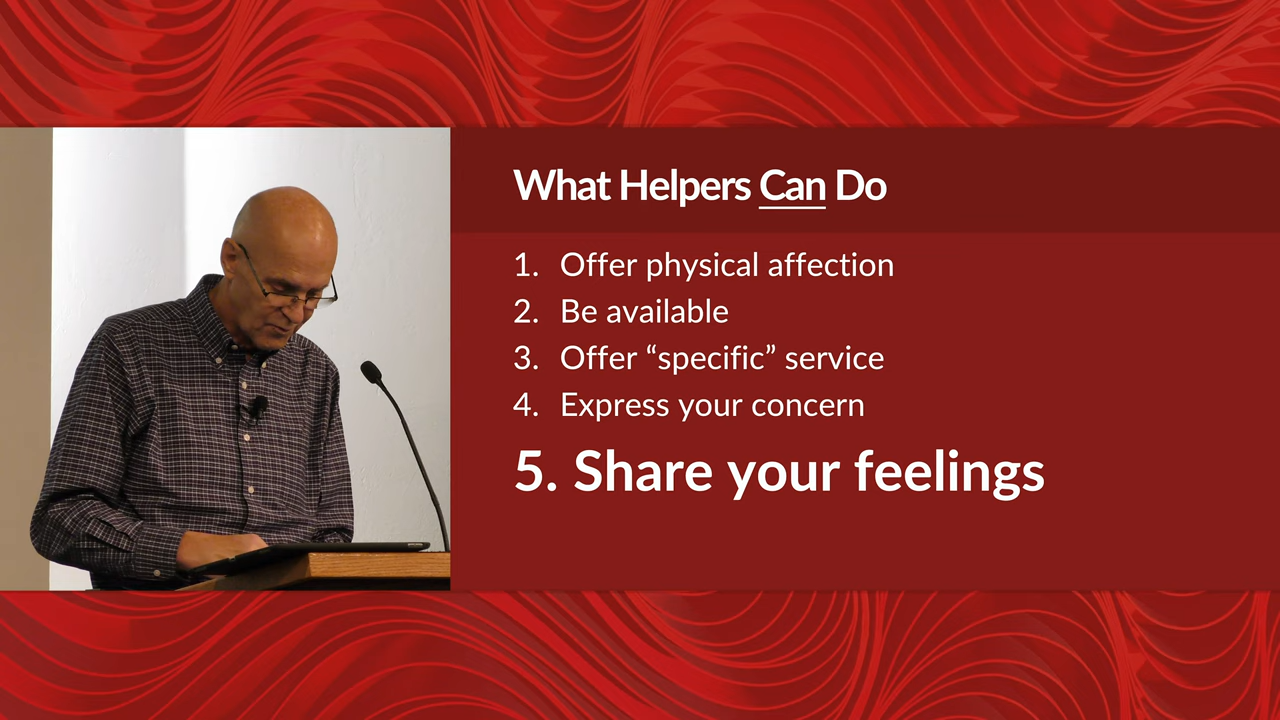 What Helpers Can Do
1. Offer physical affection
2. Be available
3. Offer “specific” service
4. Express your concern
5. Share your feelings